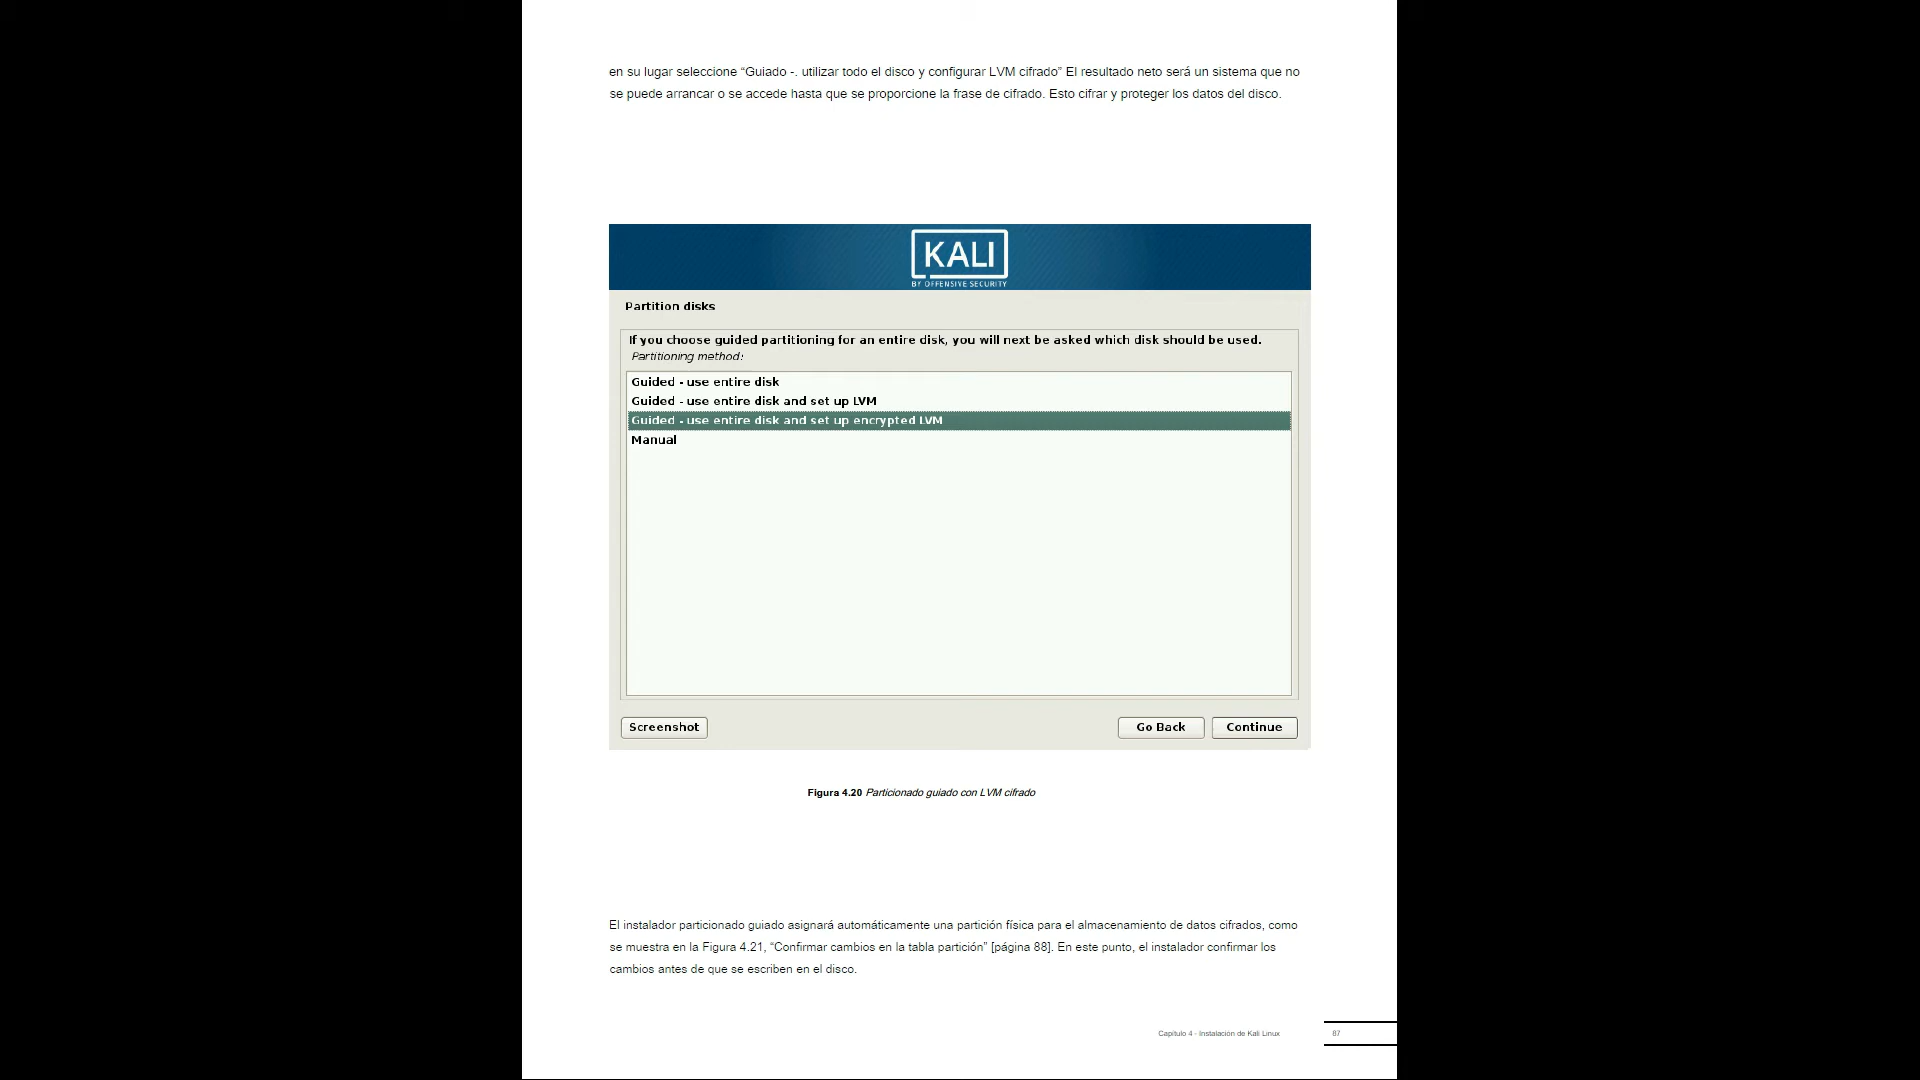 en su lugar seleccione “Guiado -. utilizar todo el disco y configurar LVM cifrado” El resultado neto será un sistema que no
se puede arrancar o se accede hasta que se proporcione la frase de cifrado. Esto cifrar y proteger los datos del disco.
KALI
BY OFFENSIVE SECURITY
Partition disks
If you choose guided partitioning for an entire disk, you will next be asked which disk should be used.
Partitioning method:
Guided - use entire disk
Guided - use entire disk and set up LVM
Guided - use entire disk and set up encrypted LVM
Manual
Screenshot
Go Back
Continue
Figura 4.20 Particionado guiado con LVM cifrado
El instalador particionado guiado asignará automáticamente una partición física para el almacenamiento de datos cifrados, como
se muestra en la Figura 4.21, “Confirmar cambios en la tabla partición” [página 88]. En este punto, el instalador confirmar los
cambios antes de que se escriben en el disco.
Capítulo 4 - Instalación de Kali Linux
87